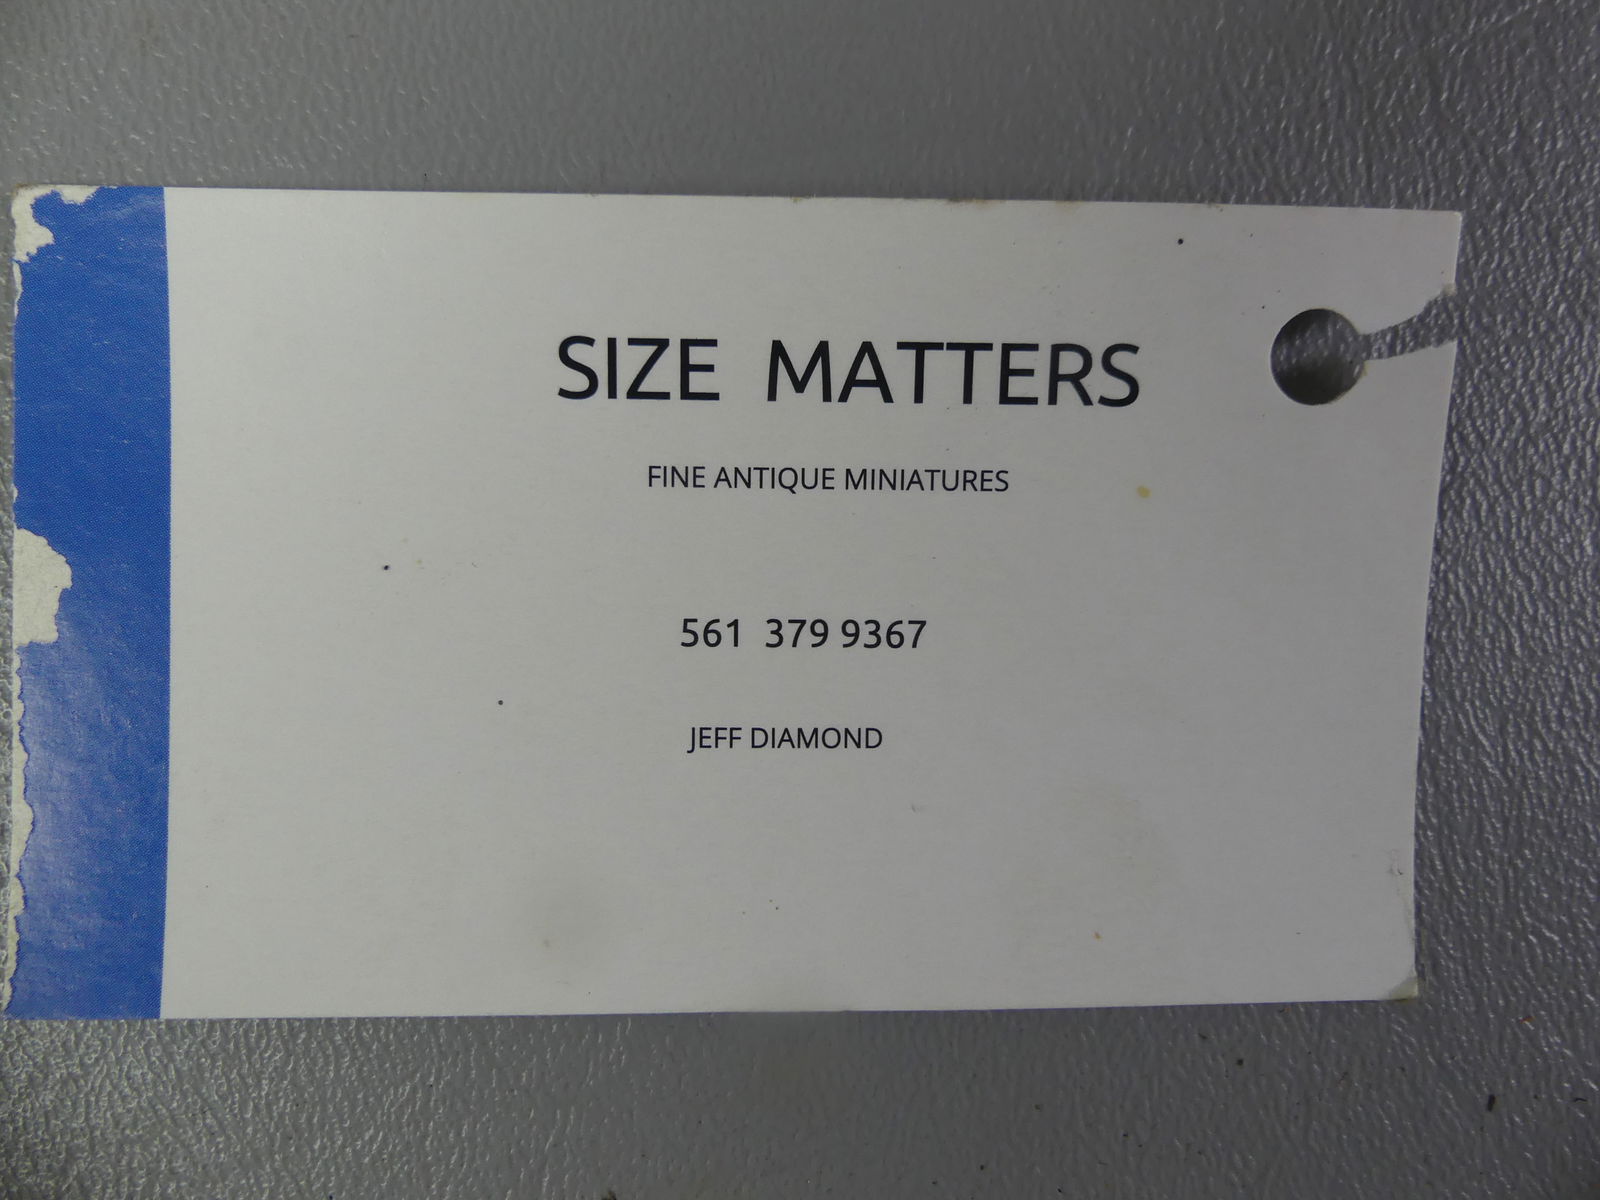 SIZE MATTERS
FINE ANTIQUE MINIATURES
561 379 9367
JEFF DIAMOND